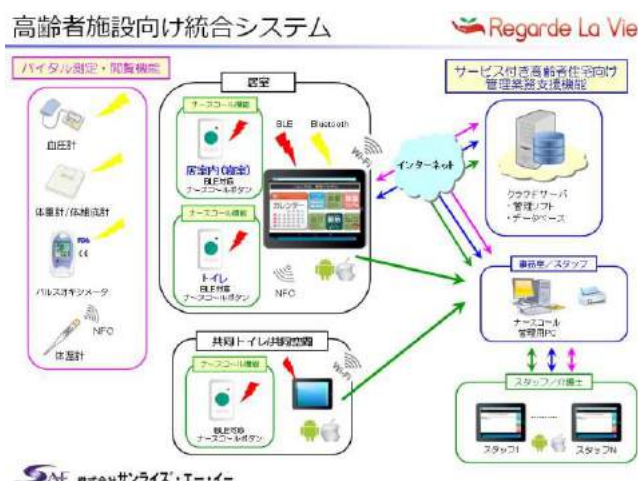 高齢者施設向け統合システム
Regarde La Vie
バイタル測定・閲覧機能
血圧計
体重計/体組成計
パルスオキシメータ
NFC
体温計
居室
ナースコール機能
居室内(寝室)
BLE対応
ナースコールボタン
ナースコール機能
トイレ
BLE対応
ナースコールボタン
BLE
Bluetooth
Wi-Fi
カレンダー
NFC
共同トイレ/共同空間
ナースコール機能
BLE対応
ナースコールボタン
Wi-Fi
インターネット
サービス付き高齢者住宅向け
管理業務支援機能
クラウドサーバ
・管理ソフト
・データベース
事務室/スタッフ
ナースコール
管理用PC
スタッフ/介護士
スタッフ1
スタッフN
株式会社サンライズ・エー・イー